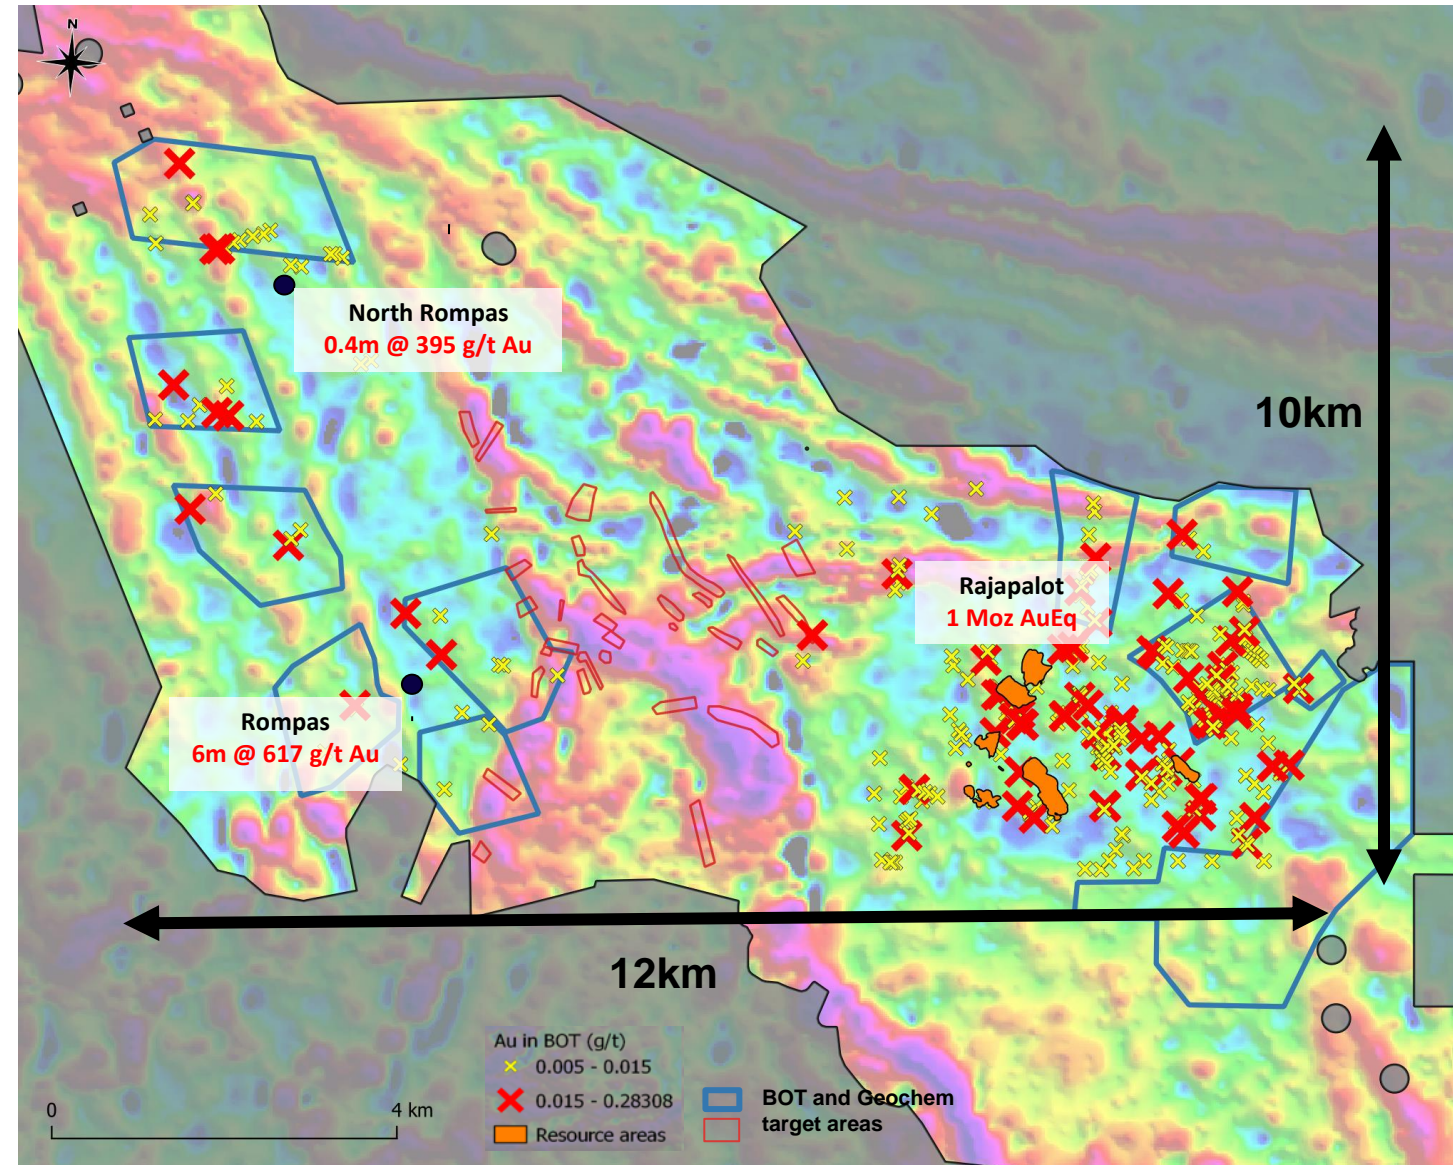 N
North Rompas
0.4m @ 395 g/t Au
10km
Rajapalot
1 Moz AuEq
Rompas
6m @ 617 g/t Au
12km
Au in BOT (g/t)
0.005 - 0.015
0.015 - 0.28308
Resource areas
BOT and Geochem
target areas
0 4 km